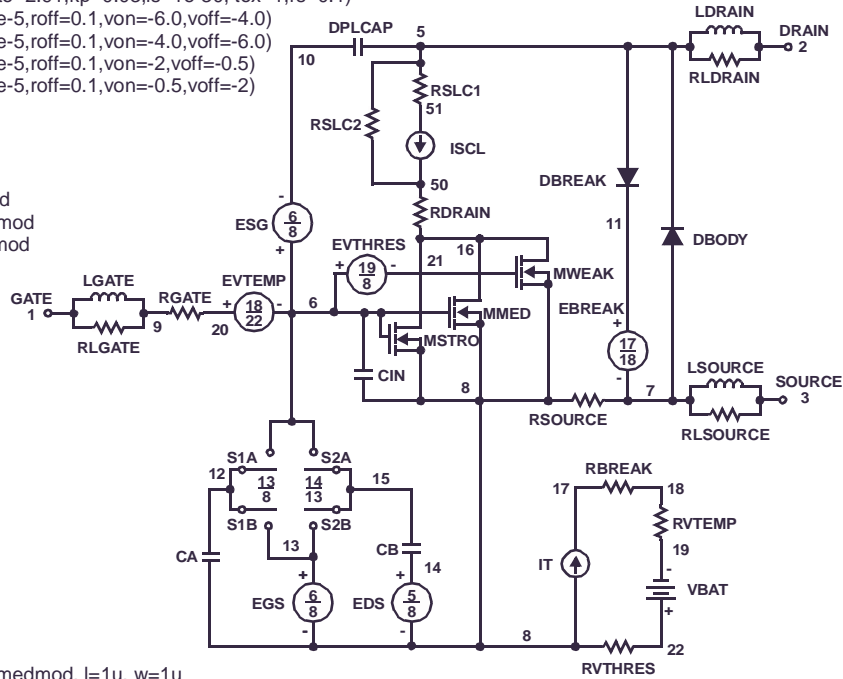 e-5,roff=0.1,von=-6.0,voff=-4.0)
e-5,roff=0.1,von=-4.0,voff=-6.0)
e-5,roff=0.1,von=-2,voff=-0.5)
e-5,roff=0.1,von=-0.5,voff=-2)
d
mod
mod
LDRAIN
DPLCAP 5 DRAIN
10 2
RLDRAIN
RSLC1
51
RSLC2
ISCL
50
DBREAK
RDRAIN
ESG 6/8
- +
11
DBODY
EVTHRES
16
21
+ 19/8 -
MWEAK
LGATE EVTEMP
GATE RGATE + 18/22 - 6
1
MMED
EBREAK
9 20
RLGATE
MSTRO
+
17/18
-
LSOURCE
CIN
8 7 SOURCE
3
RSOURCE
RLSOURCE
S1A S2A
12 13/8 14/13 15
S1B S2B
RBREAK
17 18
RVTEMP
13
CA CB
19
14
IT
-
VBAT
+
+ +
EGS 6/8 EDS 5/8
- -
8
22
RVTHRES
medmod, l=1u, w=1u